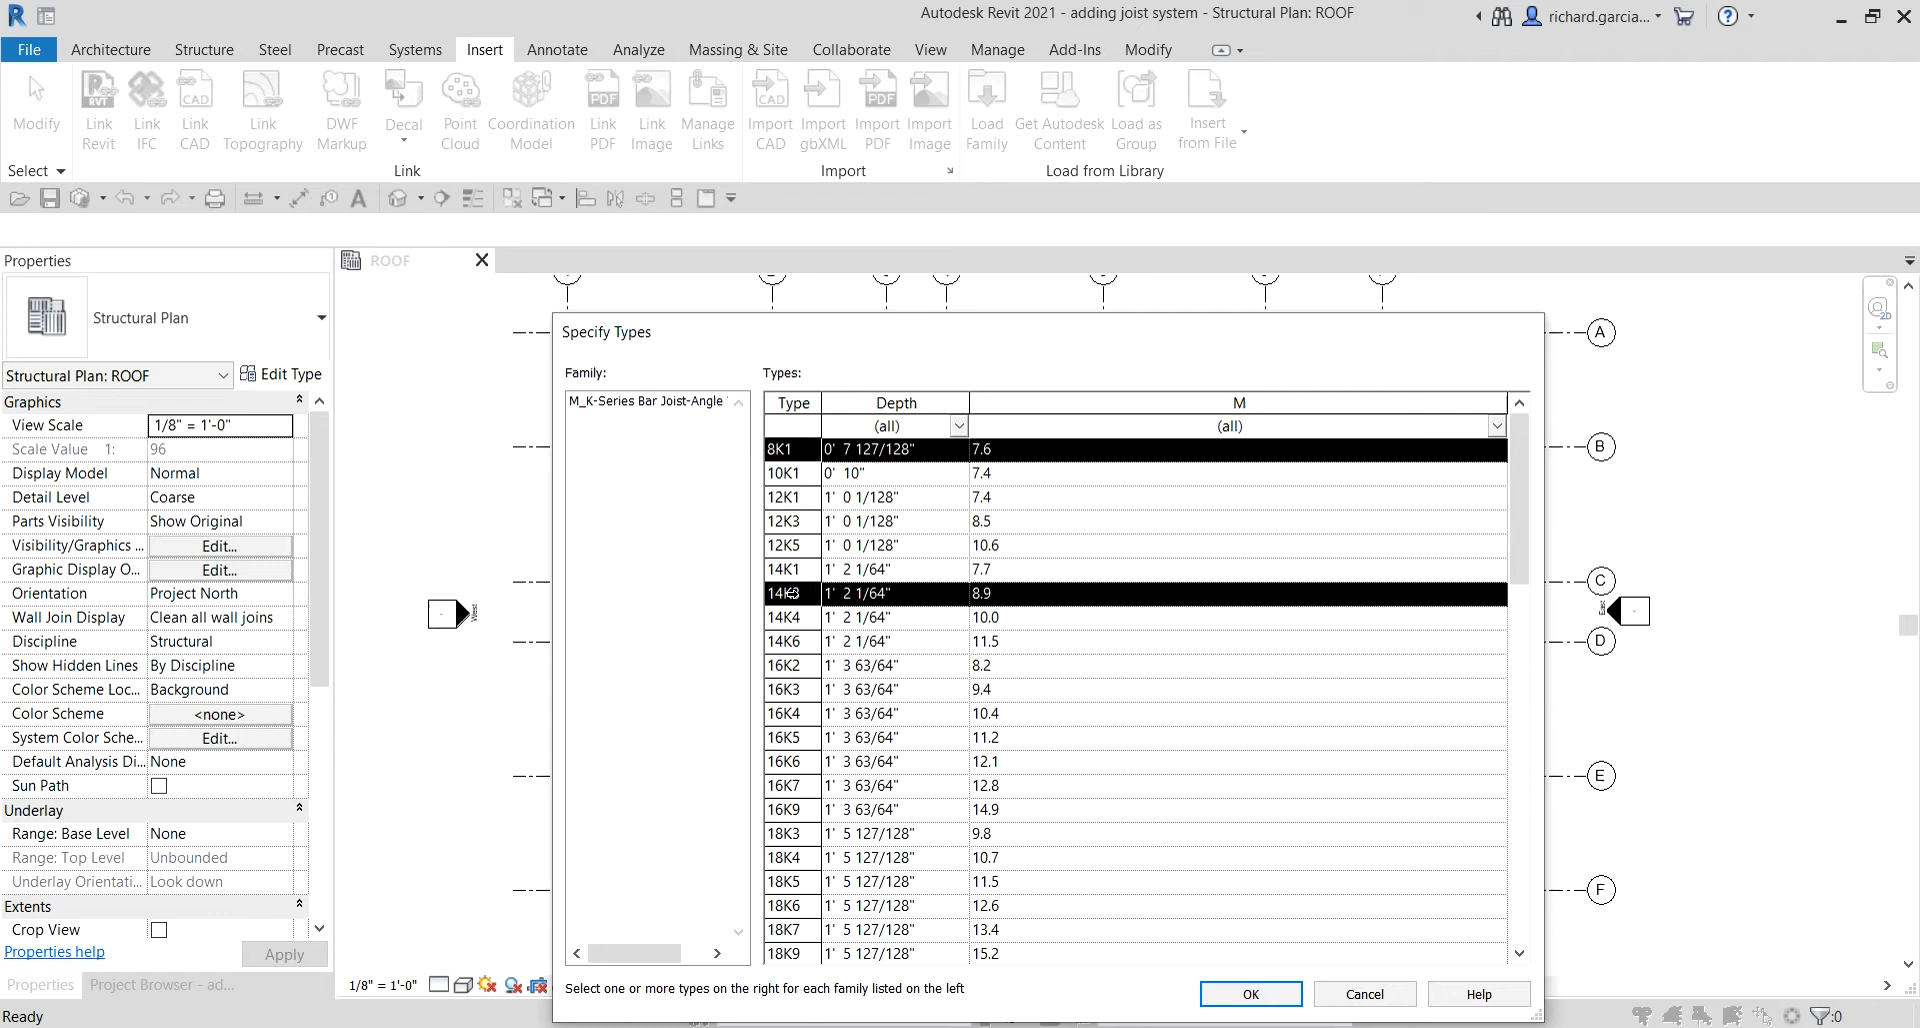 Autodesk Revit 2021 - adding joist system - Structural Plan: ROOF
richard.garcia...
File Architecture Structure Steel Precast Systems Insert Annotate Analyze Massing & Site Collaborate View Manage Add-Ins Modify
Modify
Link Revit
Link IFC
Link CAD
Link Topography
DWF Markup
Decal
Point Cloud
Coordination Model
Link PDF
Link Image
Manage Links
Import CAD
Import gbXML
Import PDF
Import Image
Load Family
Get Autodesk Content
Load as Group
Insert from File
Select Link Import Load from Library
Properties
ROOF
Structural Plan
Structural Plan: ROOF Edit Type
Graphics
View Scale 1/8" = 1'-0"
Scale Value 1: 96
Display Model Normal
Detail Level Coarse
Parts Visibility Show Original
Visibility/Graphics ... Edit...
Graphic Display O... Edit...
Orientation Project North
Wall Join Display Clean all wall joins
Discipline Structural
Show Hidden Lines By Discipline
Color Scheme Loc... Background
Color Scheme <none>
System Color Sche... Edit...
Default Analysis Di... None
Sun Path
Underlay
Range: Base Level None
Range: Top Level Unbounded
Underlay Orientati... Look down
Extents
Crop View
Properties help Apply
Properties Project Browser - ad...
Ready
West
Specify Types
Family: Types:
M_K-Series Bar Joist-Angle
Type Depth M
(all) (all)
8K1 0' 7 127/128" 7.6
10K1 0' 10" 7.4
12K1 1' 0 1/128" 7.4
12K3 1' 0 1/128" 8.5
12K5 1' 0 1/128" 10.6
14K1 1' 2 1/64" 7.7
14K3 1' 2 1/64" 8.9
14K4 1' 2 1/64" 10.0
14K6 1' 2 1/64" 11.5
16K2 1' 3 63/64" 8.2
16K3 1' 3 63/64" 9.4
16K4 1' 3 63/64" 10.4
16K5 1' 3 63/64" 11.2
16K6 1' 3 63/64" 12.1
16K7 1' 3 63/64" 12.8
16K9 1' 3 63/64" 14.9
18K3 1' 5 127/128" 9.8
18K4 1' 5 127/128" 10.7
18K5 1' 5 127/128" 11.5
18K6 1' 5 127/128" 12.6
18K7 1' 5 127/128" 13.4
18K9 1' 5 127/128" 15.2
Select one or more types on the right for each family listed on the left
OK Cancel Help
A
B
C
East
D
E
F
2D
1/8" = 1'-0"
:0